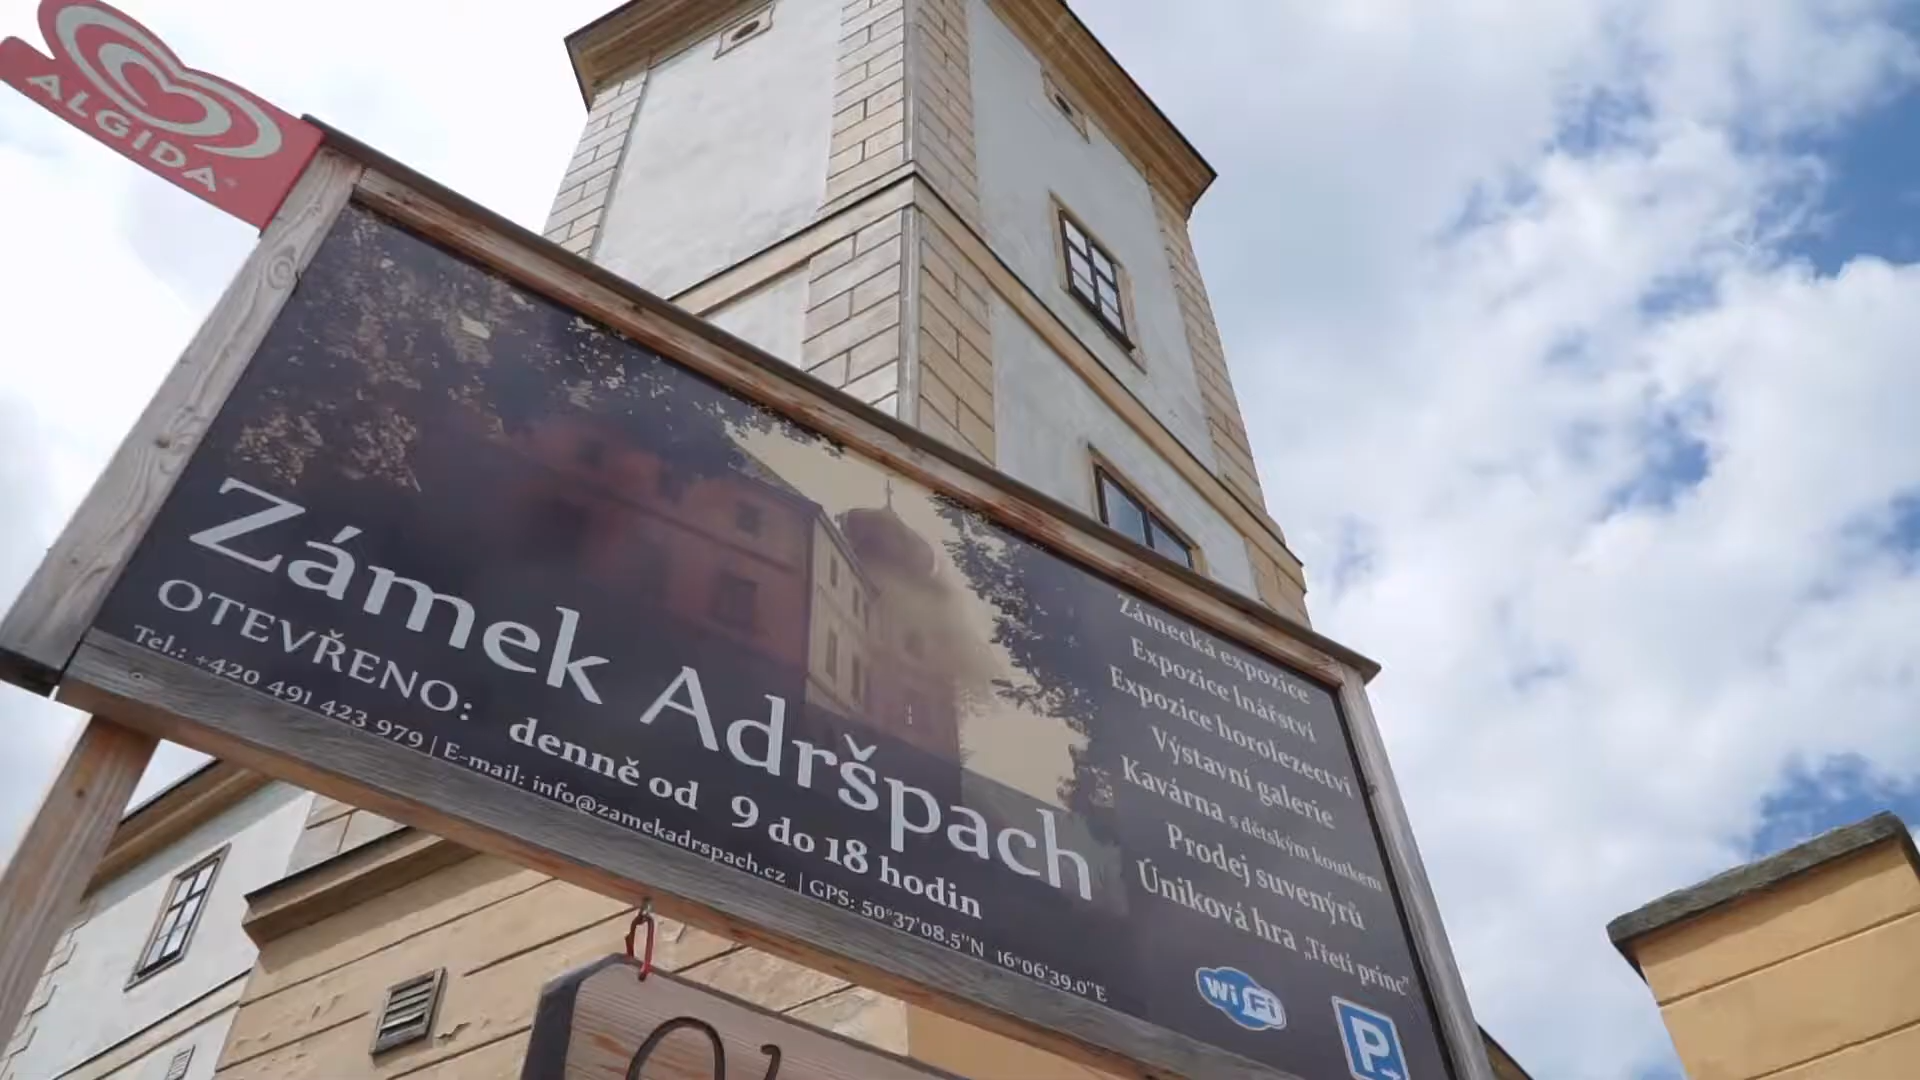 ALGIDA
Zámek Adršpach
OTEVŘENO: denně od 9 do 18 hodin
Tel.: +420 491 423 979 | E-mail: info@zamekadrspach.cz | GPS: 50°37'08.5"N 16°06'39.0"E
Zámecká expozice
Expozice lnářství
Expozice horolezectví
Výstavní galerie
Kavárna s dětským koutkem
Prodej suvenýrů
Úniková hra „Třetí princ"
Wi Fi
P